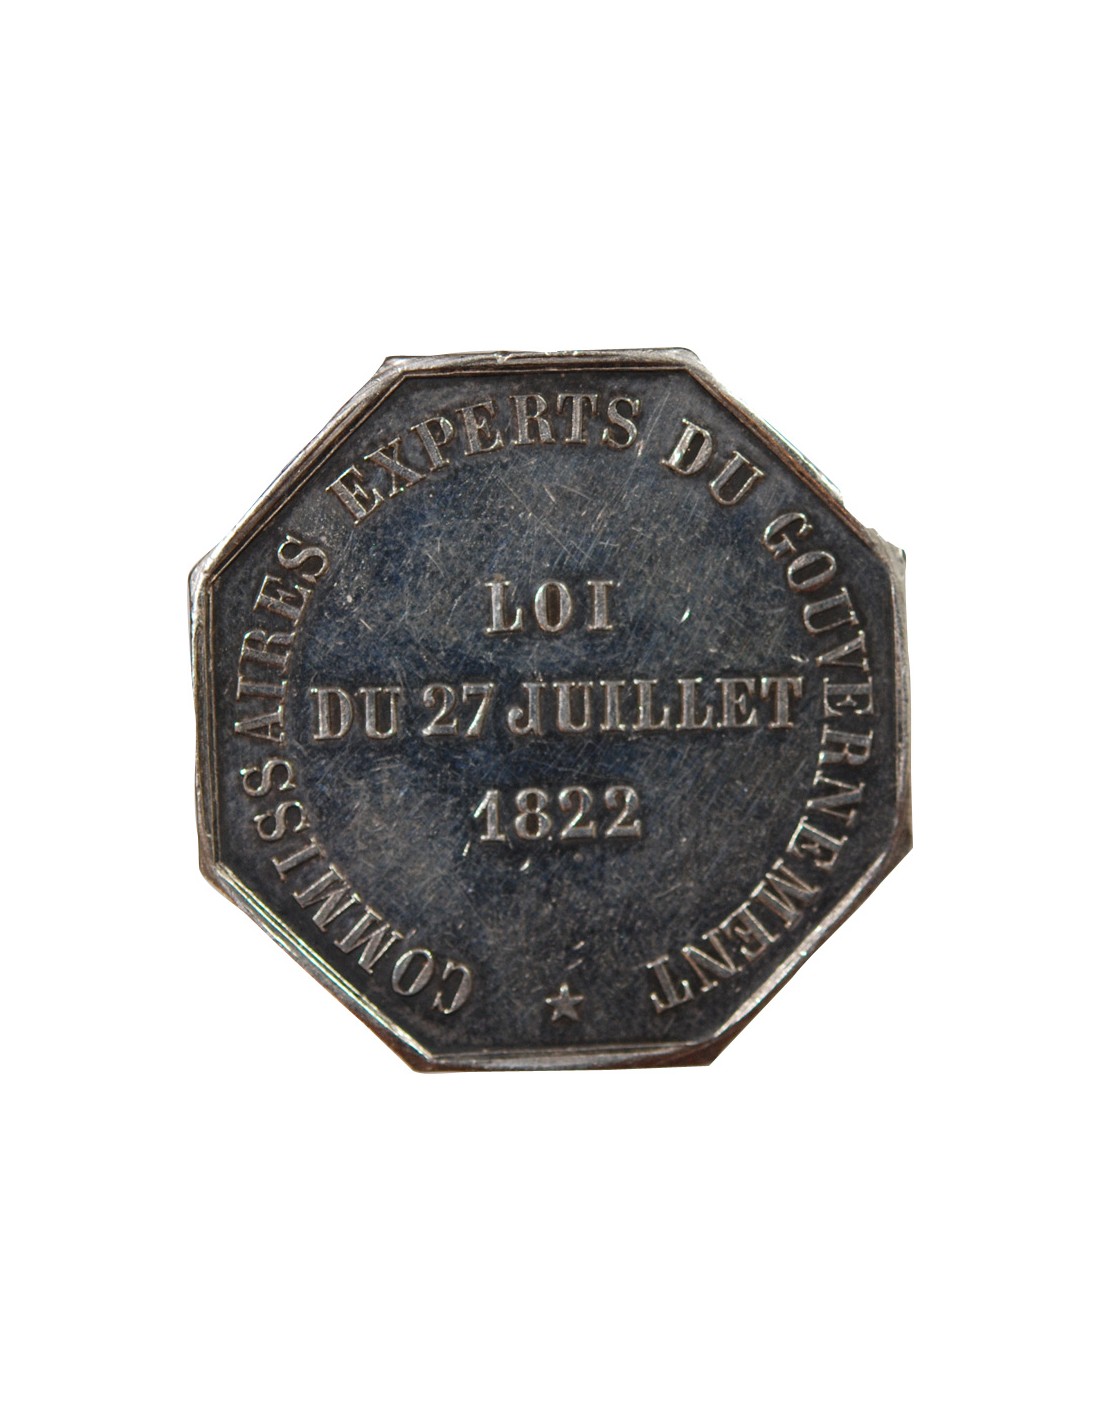 COMMISSAIRES EXPERTS DU GOUVERNEMENT
LOI
DU 27 JUILLET
1822